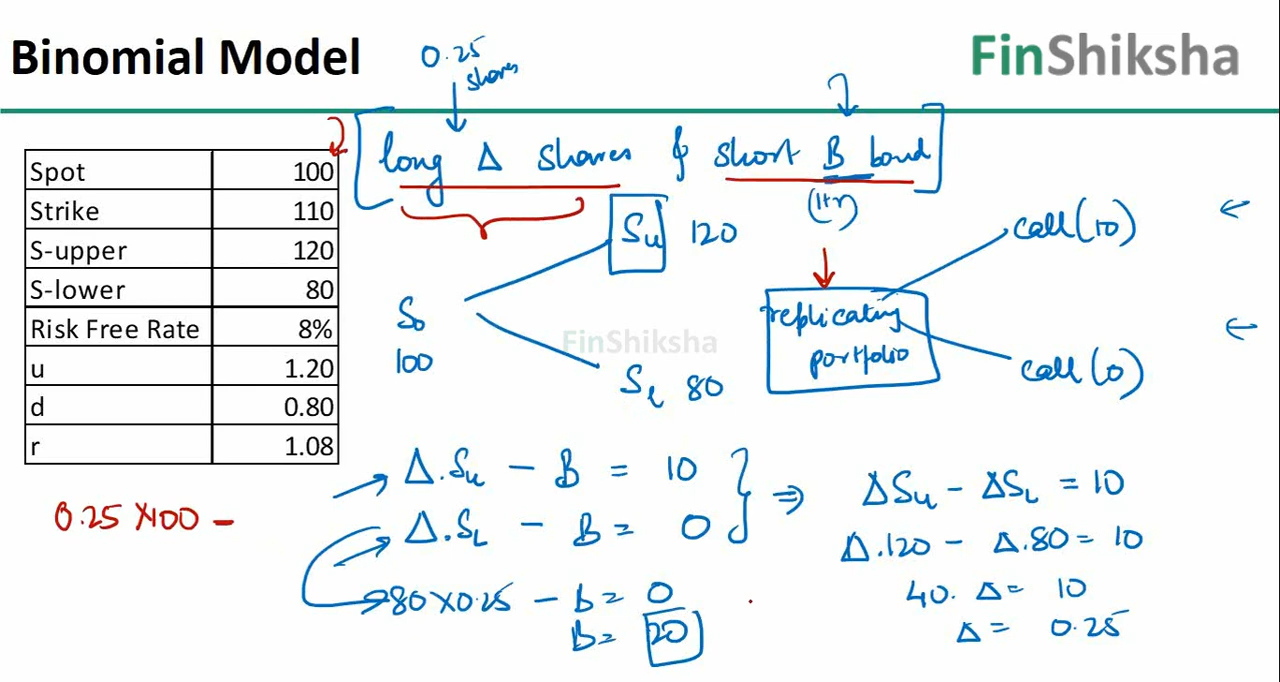 Binomial Model
FinShiksha
0.25
shares
long Δ shares & short B bond
(1+r)
Spot 100
Strike 110
S-upper 120
S-lower 80
Risk Free Rate 8%
u 1.20
d 0.80
r 1.08
Su 120
call(10)
S₀
100
FinShiksha
replicating
portfolio
SL 80
call(0)
Δ.Su - B = 10
Δ.SL - B = 0
ΔSu - ΔSL = 10
Δ.120 - Δ.80 = 10
40. Δ = 10
Δ = 0.25
0.25 X100 -
80X0.25 - B = 0
B = 20